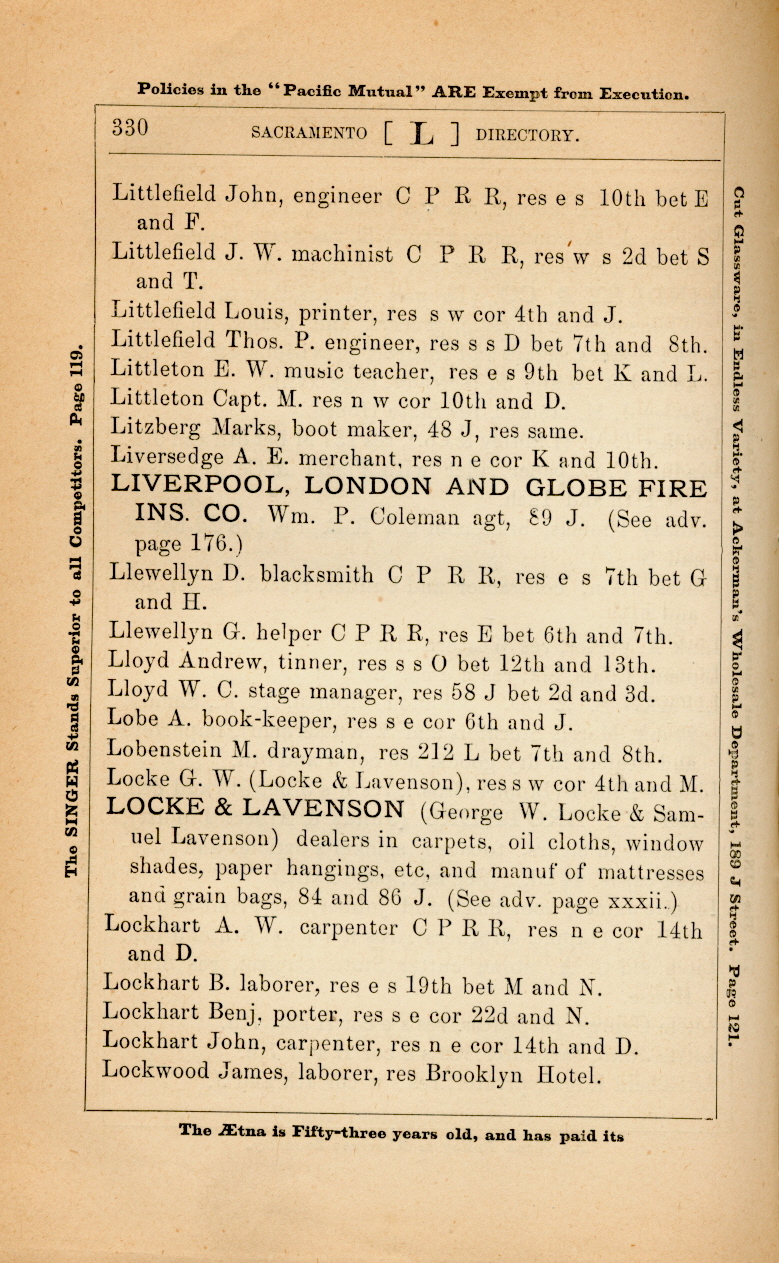 Policies in the “Pacific Mutual” ARE Exempt from Execution.
330 SACRAMENTO [ L ] DIRECTORY.
Littlefield John, engineer C P R R, res e s 10th bet E
and F.
Littlefield J. W. machinist C P R R, res w s 2d bet S
and T.
Littlefield Louis, printer, res s w cor 4th and J.
Littlefield Thos. P. engineer, res s s D bet 7th and 8th.
Littleton E. W. music teacher, res e s 9th bet K and L.
Littleton Capt. M. res n w cor 10th and D.
Litzberg Marks, boot maker, 48 J, res same.
Liversedge A. E. merchant, res n e cor K and 10th.
LIVERPOOL, LONDON AND GLOBE FIRE
INS. CO. Wm. P. Coleman agt, 89 J. (See adv.
page 176.)
Llewellyn D. blacksmith C P R R, res e s 7th bet G
and H.
Llewellyn G. helper C P R R, res E bet 6th and 7th.
Lloyd Andrew, tinner, res s s O bet 12th and 13th.
Lloyd W. C. stage manager, res 58 J bet 2d and 3d.
Lobe A. book-keeper, res s e cor 6th and J.
Lobenstein M. drayman, res 212 L bet 7th and 8th.
Locke G. W. (Locke & Lavenson), res s w cor 4th and M.
LOCKE & LAVENSON (George W. Locke & Sam-
uel Lavenson) dealers in carpets, oil cloths, window
shades, paper hangings, etc, and manuf of mattresses
and grain bags, 84 and 86 J. (See adv. page xxxii.)
Lockhart A. W. carpenter C P R R, res n e cor 14th
and D.
Lockhart B. laborer, res e s 19th bet M and N.
Lockhart Benj. porter, res s e cor 22d and N.
Lockhart John, carpenter, res n e cor 14th and D.
Lockwood James, laborer, res Brooklyn Hotel.
The Ætna is Fifty-three years old, and has paid its
The SINGER Stands Superior to all Competitors. Page 119.
Cut Glassware, in Endless Variety, at Ackerman's Wholesale Department, 189 J Street. Page 121.